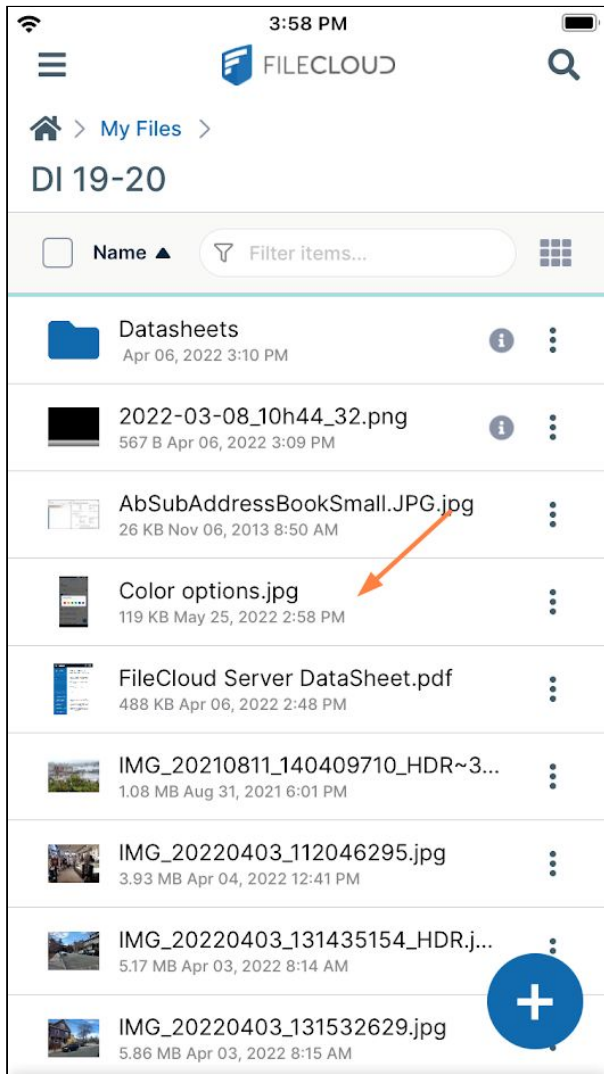 3:58 PM
FILECLOUD
My Files
DI 19-20
Name
Filter items...
Datasheets
Apr 06, 2022 3:10 PM
2022-03-08_10h44_32.png
567 B Apr 06, 2022 3:09 PM
AbSubAddressBookSmall.JPG.jpg
26 KB Nov 06, 2013 8:50 AM
Color options.jpg
119 KB May 25, 2022 2:58 PM
FileCloud Server DataSheet.pdf
488 KB Apr 06, 2022 2:48 PM
IMG_20210811_140409710_HDR~3...
1.08 MB Aug 31, 2021 6:01 PM
IMG_20220403_112046295.jpg
3.93 MB Apr 04, 2022 12:41 PM
IMG_20220403_131435154_HDR.j...
5.17 MB Apr 03, 2022 8:14 AM
IMG_20220403_131532629.jpg
5.86 MB Apr 03, 2022 8:15 AM